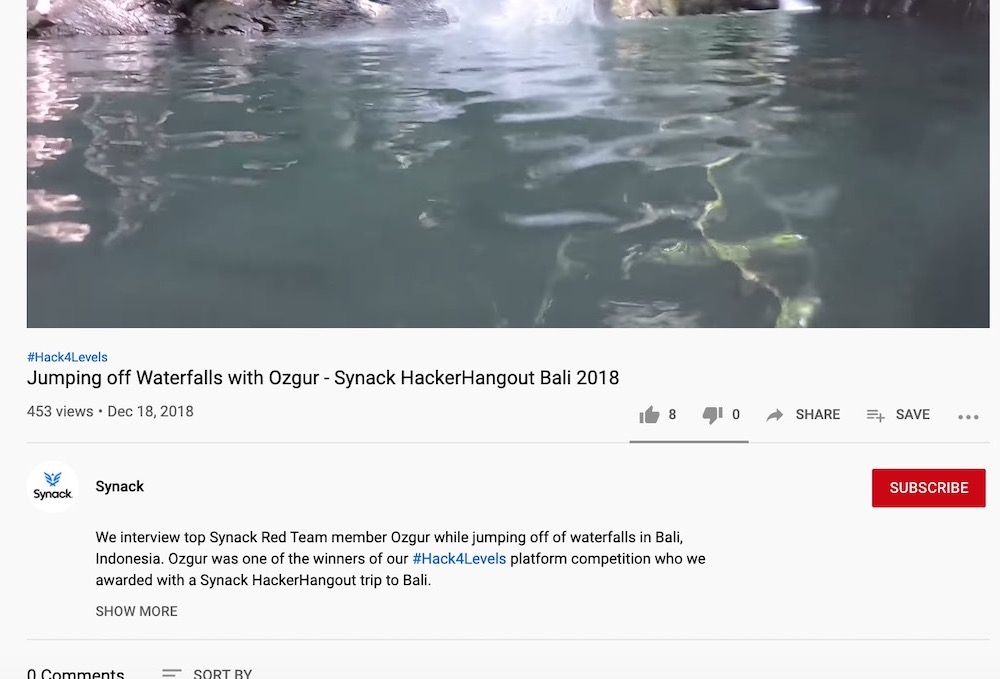 #Hack4Levels
Jumping off Waterfalls with Ozgur - Synack HackerHangout Bali 2018
453 views • Dec 18, 2018
8 0 SHARE SAVE
Synack
Synack
SUBSCRIBE
We interview top Synack Red Team member Ozgur while jumping off of waterfalls in Bali,
Indonesia. Ozgur was one of the winners of our #Hack4Levels platform competition who we
awarded with a Synack HackerHangout trip to Bali.
SHOW MORE
0 Comments SORT BY